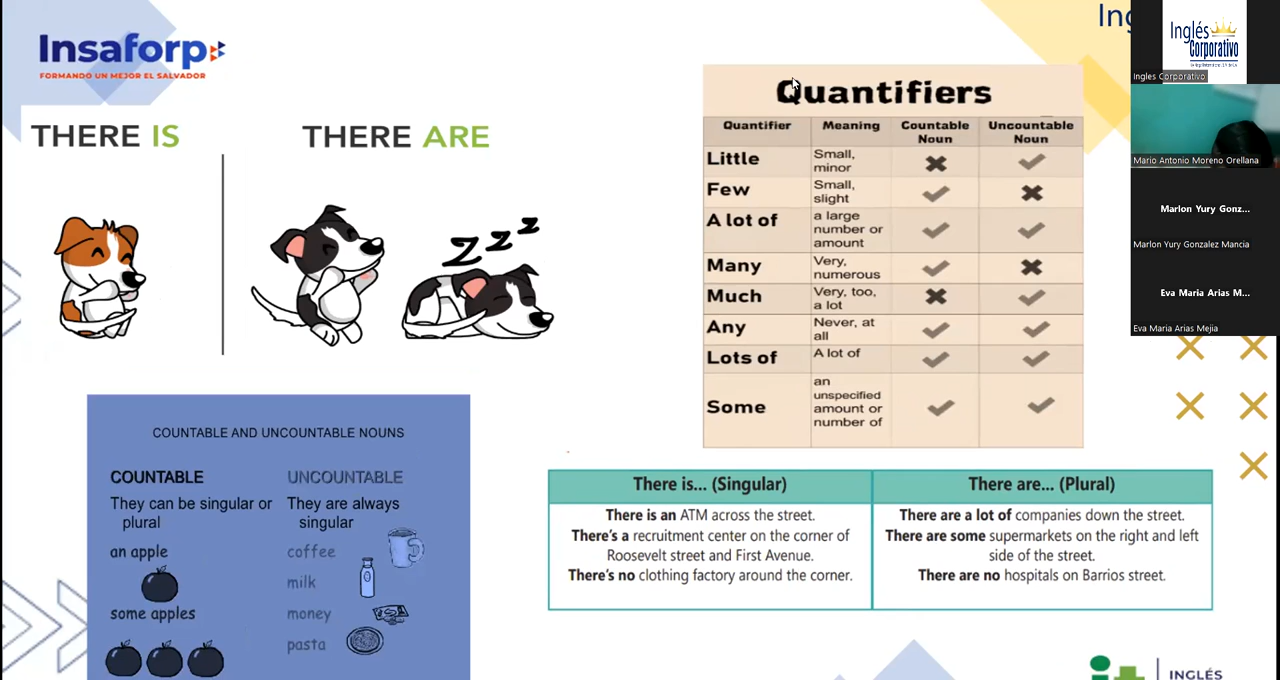 Insaforp
FORMANDO UN MEJOR EL SALVADOR
THERE IS
THERE ARE
Z Z Z
COUNTABLE AND UNCOUNTABLE NOUNS
COUNTABLE
They can be singular or
plural
an apple
some apples
UNCOUNTABLE
They are always
singular
coffee
milk
money
pasta
Quantifiers
Quantifier Meaning Countable Noun Uncountable Noun
Little Small, minor ✖ ✔
Few Small, slight ✔ ✖
A lot of a large number or amount ✔ ✔
Many Very, numerous ✔ ✖
Much Very, too, a lot ✖ ✔
Any Never, at all ✔ ✔
Lots of A lot of ✔ ✔
Some an unspecified amount or number of ✔ ✔
There is... (Singular)
There is an ATM across the street.
There's a recruitment center on the corner of
Roosevelt street and First Avenue.
There's no clothing factory around the corner.
There are... (Plural)
There are a lot of companies down the street.
There are some supermarkets on the right and left
side of the street.
There are no hospitals on Barrios street.
Inglés
Corporativo
Ingles Corporativo
Mario Antonio Moreno Orellana
Marlon Yury Gonz...
Marlon Yury Gonzalez Mancia
Eva Maria Arias M...
Eva Maria Arias Mejia
INGLÉS